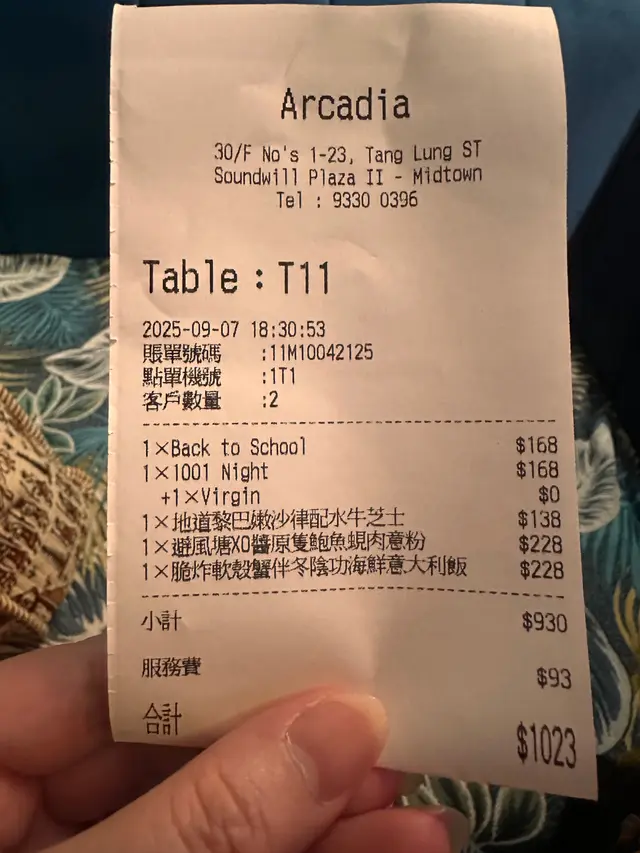 Arcadia
30/F No's 1-23, Tang Lung ST
Soundwill Plaza II - Midtown
Tel : 9330 0396
Table : T11
2025-09-07 18:30:53
賬單號碼 :11M10042125
點單機號 :1T1
客戶數量 :2
1×Back to School $168
1×1001 Night $168
+1×Virgin $0
1×地道黎巴嫩沙律配水牛芝士 $138
1×避風塘XO醬原隻鮑魚蜆肉意粉 $228
1×脆炸軟殼蟹伴冬陰功海鮮意大利飯 $228
小計 $930
服務費 $93
合計 $1023